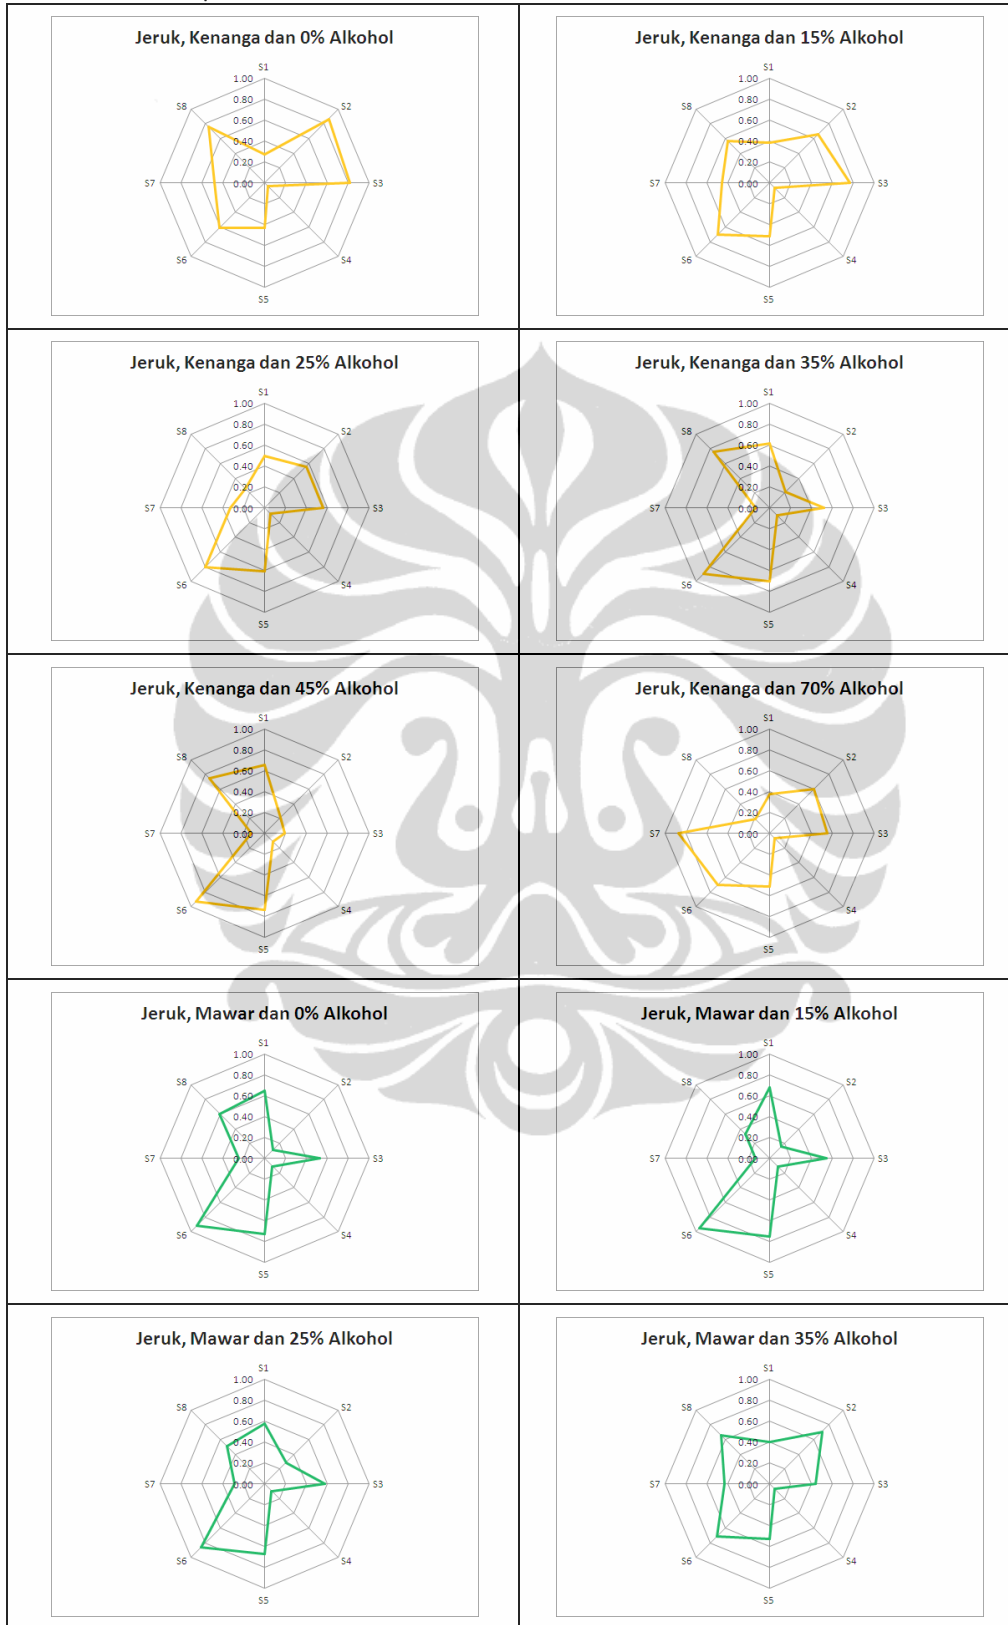 Jeruk, Kenanga dan 0% Alkohol
S1
1.00
S8
0.80
S2
0.60
0.40
0.20
S7
0.00
S3
S6
S4
S5
Jeruk, Kenanga dan 15% Alkohol
S1
1.00
S8
0.80
S2
0.60
0.40
0.20
S7
0.00
S3
S6
S4
S5
Jeruk, Kenanga dan 25% Alkohol
S1
1.00
S8
0.80
S2
0.60
0.40
0.20
S7
0.00
S3
S6
S4
S5
Jeruk, Kenanga dan 35% Alkohol
S1
1.00
S8
0.80
S2
0.60
0.40
0.20
S7
0.00
S3
S6
S4
S5
Jeruk, Kenanga dan 45% Alkohol
S1
1.00
S8
0.80
S2
0.60
0.40
0.20
S7
0.00
S3
S6
S4
S5
Jeruk, Kenanga dan 70% Alkohol
S1
1.00
S8
0.80
S2
0.60
0.40
0.20
S7
0.00
S3
S6
S4
S5
Jeruk, Mawar dan 0% Alkohol
S1
1.00
S8
0.80
S2
0.60
0.40
0.20
S7
0.00
S3
S6
S4
S5
Jeruk, Mawar dan 15% Alkohol
S1
1.00
S8
0.80
S2
0.60
0.40
0.20
S7
0.00
S3
S6
S4
S5
Jeruk, Mawar dan 25% Alkohol
S1
1.00
S8
0.80
S2
0.60
0.40
0.20
S7
0.00
S3
S6
S4
S5
Jeruk, Mawar dan 35% Alkohol
S1
1.00
S8
0.80
S2
0.60
0.40
0.20
S7
0.00
S3
S6
S4
S5